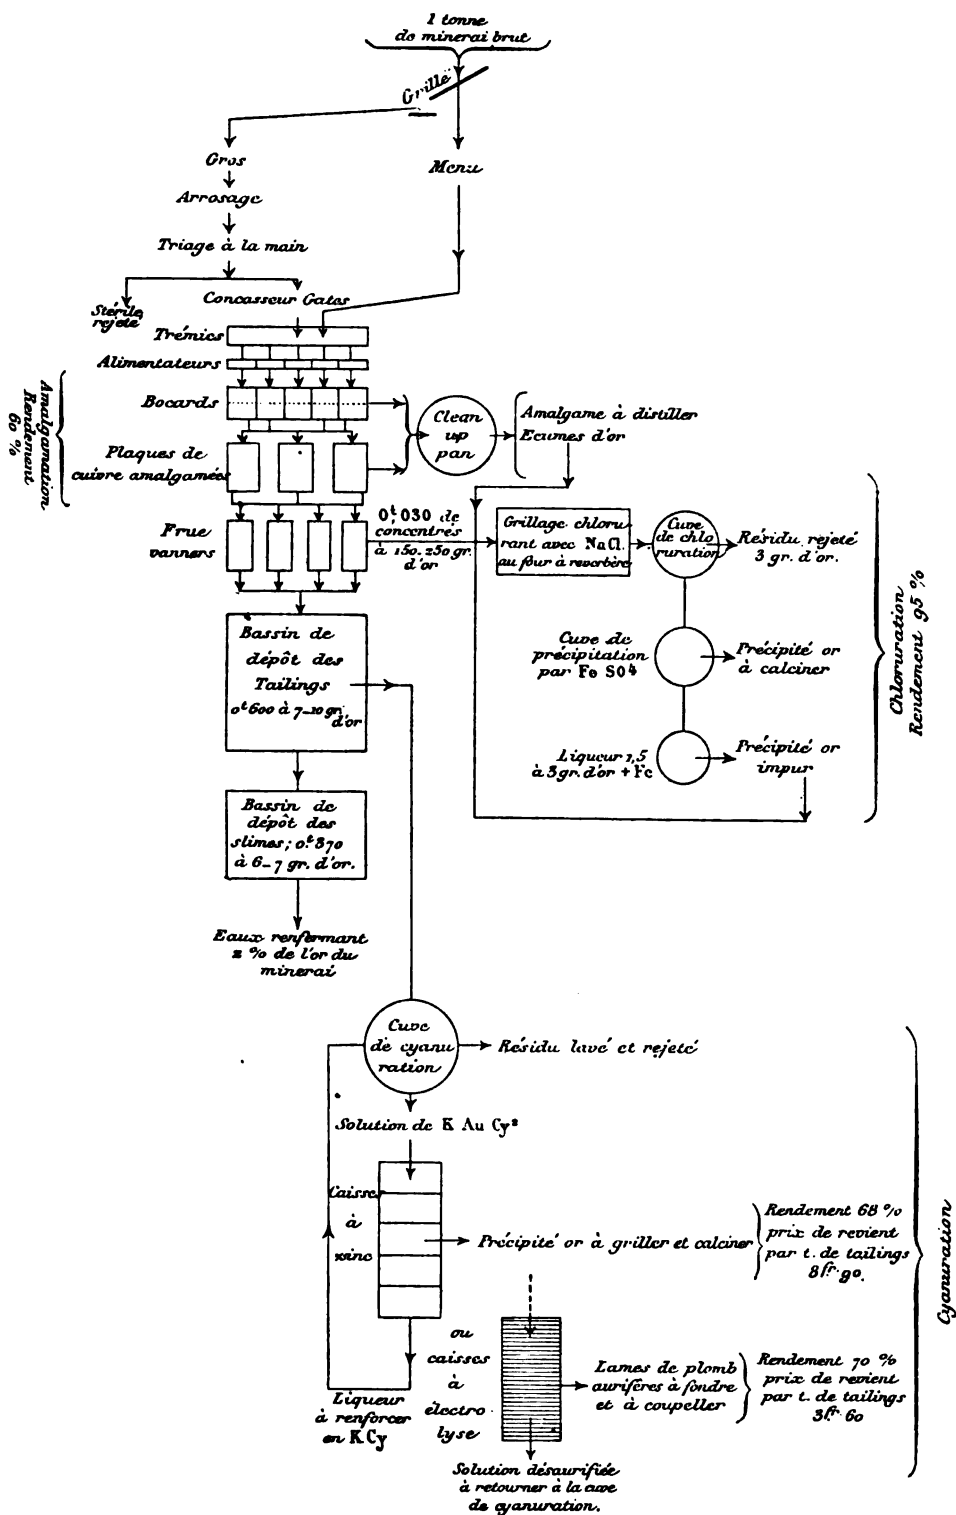 1 tonne
de minerai brut
Grille
Gros
Menu
Arrosage
Triage à la main
Stérile
rejeté
Concasseur Gates
Trémies
Alimentateurs
Bocards
Amalgamation
Rendement
60 %
Clean
up
pan
Amalgame à distiller
Ecumes d'or
Plaques de
cuivre amalgamées
Frue
vanners
0t,030 de
concentrés
à 150.250 gr.
d'or
Grillage chloru
rant avec NaCl.
au four à reverbère
Cuve
de chlo
ruration
Résidu rejeté
3 gr. d'or.
Cuve de
précipitation
par Fe SO4
Précipité or
à calciner
Liqueur 1,5
à 3 gr. d'or + Fe
Précipité or
impur
Chloruration
Rendement 95 %
Bassin de
dépôt des
Tailings
0t600 à 7-10 gr.
d'or
Bassin de
dépôt des
slimes; 0t370
à 6-7 gr. d'or.
Eaux renfermant
2 % de l'or du
minerai
Cuve
de cyanu
ration
Résidu lavé et rejeté
Solution de K Au Cy²
Caisses
à
zinc
Précipité or à griller et calciner
Rendement 68 %
prix de revient
par t. de tailings
8fr.90.
Liqueur
à renforcer
en KCy
ou
caisses
à
électro
lyse
Lames de plomb
aurifères à fondre
et à coupeller
Rendement 70 %
prix de revient
par t. de tailings
3fr.60
Solution désaurifiée
à retourner à la cuve
de cyanuration.
Cyanuration